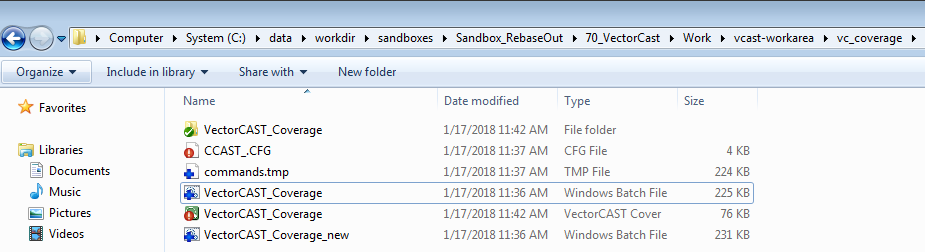 Computer System (C:) data workdir sandboxes Sandbox_RebaseOut 70_VectorCast Work vcast-workarea vc_coverage
Organize Include in library Share with New folder
Favorites
Libraries
Documents
Music
Pictures
Videos
Name Date modified Type Size
VectorCAST_Coverage 1/17/2018 11:42 AM File folder
CCAST_.CFG 1/17/2018 11:37 AM CFG File 4 KB
commands.tmp 1/17/2018 11:37 AM TMP File 224 KB
VectorCAST_Coverage 1/17/2018 11:36 AM Windows Batch File 225 KB
VectorCAST_Coverage 1/17/2018 11:42 AM VectorCAST Cover 76 KB
VectorCAST_Coverage_new 1/17/2018 11:36 AM Windows Batch File 231 KB